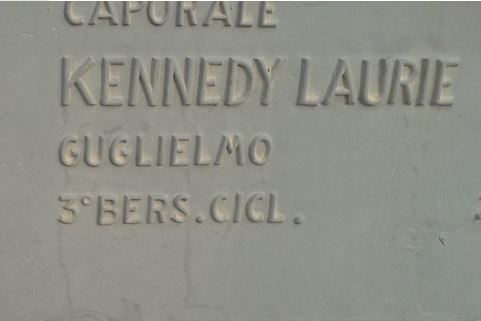 CAPORALE
KENNEDY LAURIE
GUGLIELMO
3° BERS. CICL.